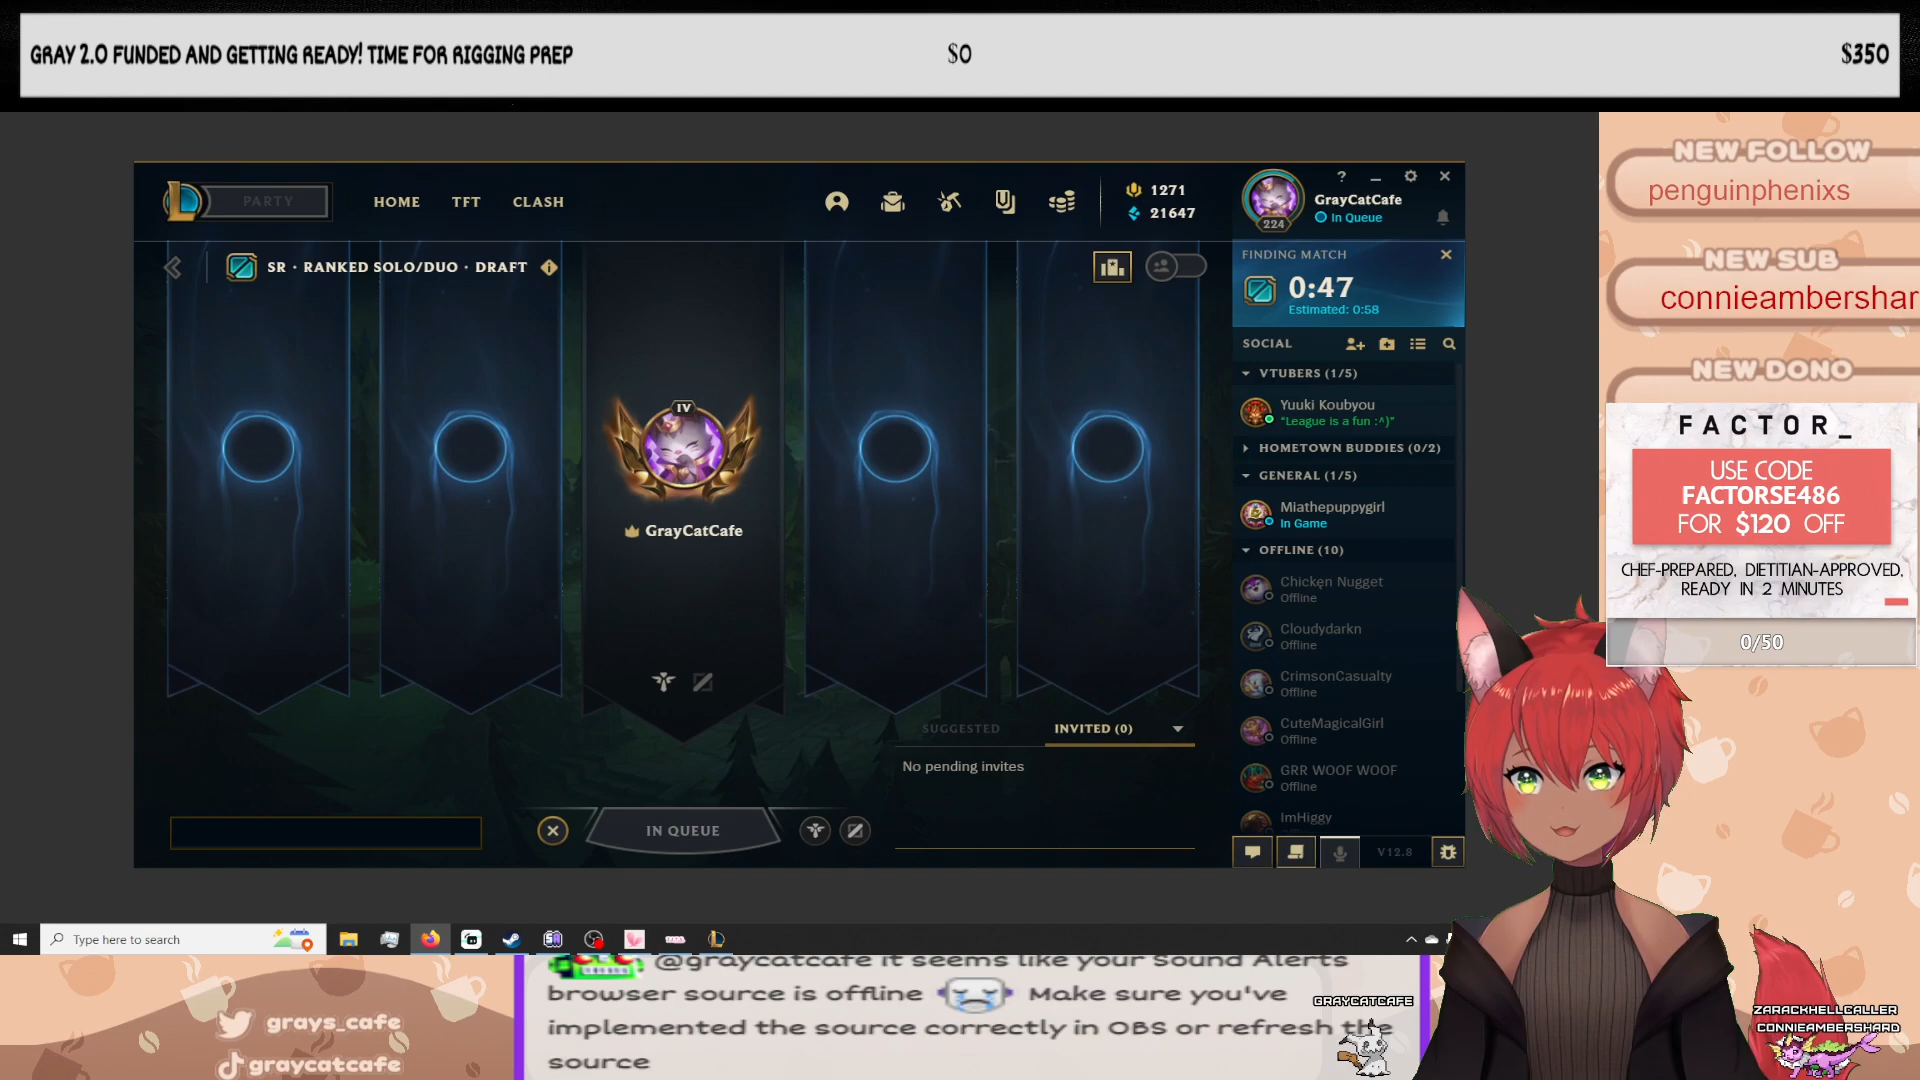 GRAY 2.0 FUNDED AND GETTING READY! TIME FOR RIGGING PREP
$0
$350
PARTY
HOME
TFT
CLASH
1271
21647
224
GrayCatCafe
In Queue
?
SR · RANKED SOLO/DUO · DRAFT
FINDING MATCH
0:47
Estimated: 0:58
SOCIAL
VTUBERS (1/5)
Yuuki Koubyou
"League is a fun :^)"
HOMETOWN BUDDIES (0/2)
GENERAL (1/5)
Miathepuppygirl
In Game
OFFLINE (10)
Chicken Nugget
Offline
Cloudydarkn
Offline
CrimsonCasualty
Offline
CuteMagicalGirl
Offline
GRR WOOF WOOF
Offline
ImHiggy
IV
GrayCatCafe
SUGGESTED
INVITED (0)
No pending invites
IN QUEUE
V12.8
NEW FOLLOW
penguinphenixs
NEW SUB
connieambershar
NEW DONO
FACTOR_
USE CODE
FACTORSE486
FOR $120 OFF
CHEF-PREPARED, DIETITIAN-APPROVED,
READY IN 2 MINUTES
0/50
Type here to search
@graycatcafe it seems like your Sound Alerts
browser source is offline Make sure you've
implemented the source correctly in OBS or refresh the
source
grays_cafe
graycatcafe
GRAYCATCAFE
ZARACKHELLCALLER
CONNIEAMBERSHARD